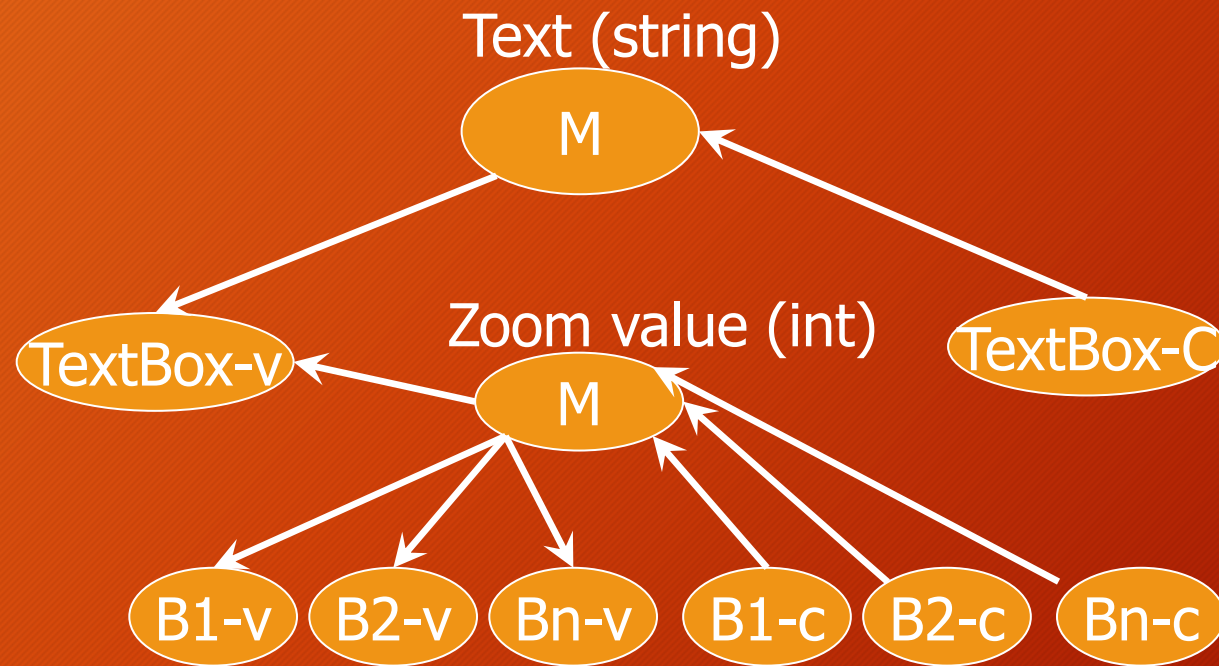 Text (string)
M
Zoom value (int)
TextBox-v
TextBox-C
M
B1-v
B2-v
Bn-v
B1-c
B2-c
Bn-c